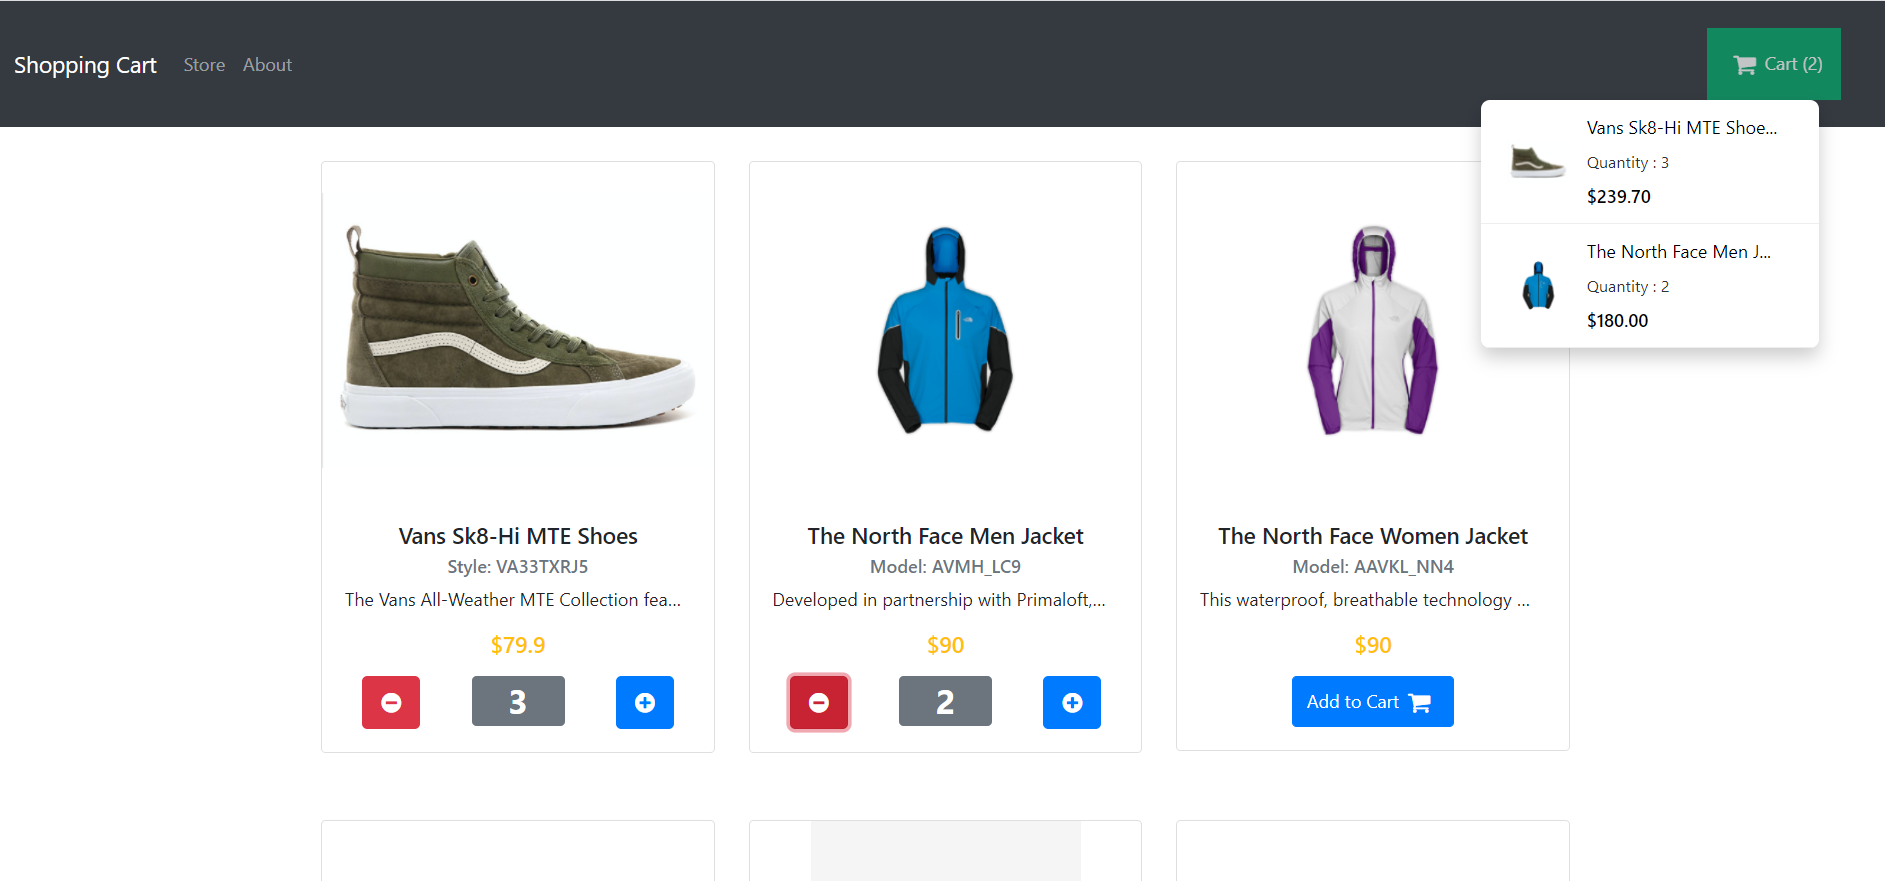 Shopping Cart
Store
About
Cart (2)
Vans Sk8-Hi MTE Shoe...
Quantity : 3
$239.70
The North Face Men J...
Quantity : 2
$180.00
Vans Sk8-Hi MTE Shoes
Style: VA33TXRJ5
The Vans All-Weather MTE Collection fea...
$79.9
3
The North Face Men Jacket
Model: AVMH_LC9
Developed in partnership with Primaloft,...
$90
2
The North Face Women Jacket
Model: AAVKL_NN4
This waterproof, breathable technology ...
$90
Add to Cart